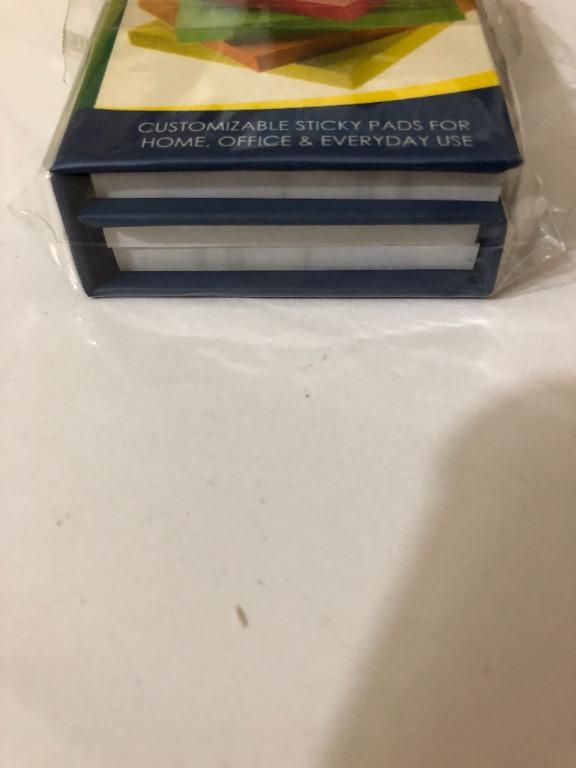 CUSTOMIZABLE STICKY PADS FOR
HOME, OFFICE & EVERYDAY USE